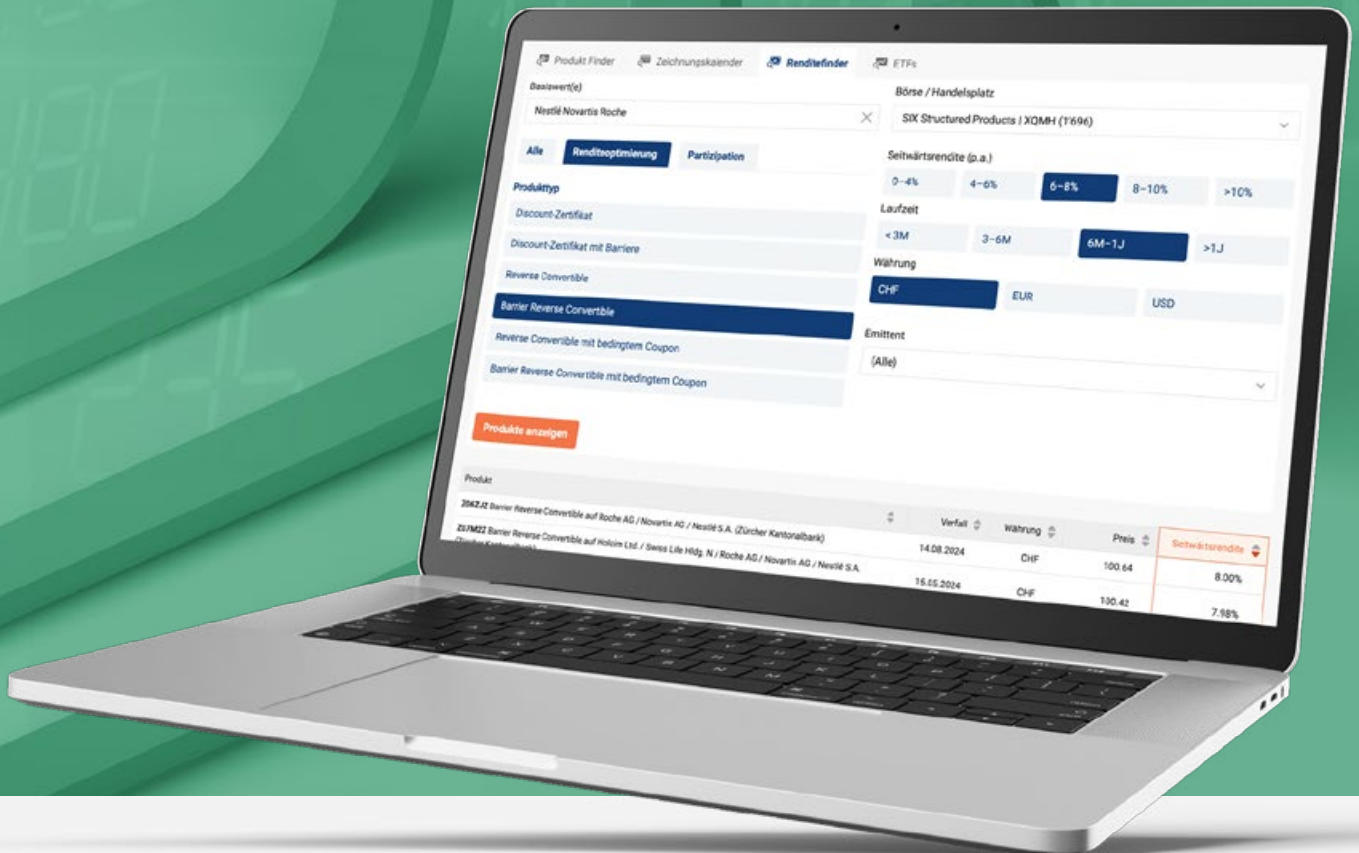 Produkt Finder
Zeichnungskalender
Renditefinder
ETFs
Basiswert(e)
Nestlé Novartis Roche
Alle
Renditeoptimierung
Partizipation
Produkttyp
Discount-Zertifikat
Discount-Zertifikat mit Barriere
Reverse Convertible
Barrier Reverse Convertible
Reverse Convertible mit bedingtem Coupon
Barrier Reverse Convertible mit bedingtem Coupon
Börse / Handelsplatz
SIX Structured Products | XQMH (1'696)
Seitwärtsrendite (p.a.)
0–4% 4–6% 6–8% 8–10% >10%
Laufzeit
<3M 3–6M 6M–1J >1J
Währung
CHF EUR USD
Emittent
(Alle)
Produkte anzeigen
Produkt Verfall Währung Preis Seitwärtsrendite
Barrier Reverse Convertible auf Roche AG / Novartis AG / Nestlé S.A. (Zürcher Kantonalbank) 14.08.2024 CHF 100.64 8.00%
Barrier Reverse Convertible auf Holcim Ltd. / Swiss Life Hldg. N / Roche AG / Novartis AG / Nestlé S.A. 16.05.2024 CHF 100.42 7.98%
(Zürcher Kantonalbank)